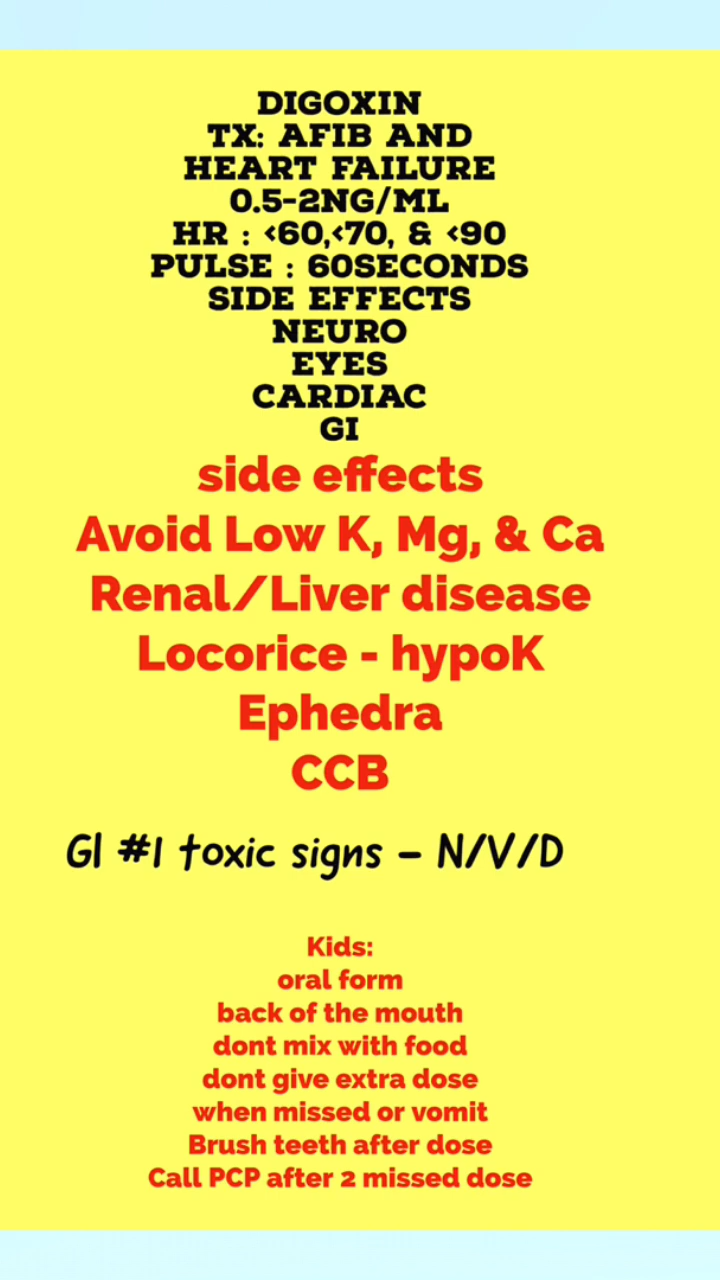 DIGOXIN
TX: AFIB AND
HEART FAILURE
0.5-2NG/ML
HR : <60,<70, & <90
PULSE : 60SECONDS
SIDE EFFECTS
NEURO
EYES
CARDIAC
GI
side effects
Avoid Low K, Mg, & Ca
Renal/Liver disease
Locorice - hypoK
Ephedra
CCB
GI #1 toxic signs - N/V/D
Kids:
oral form
back of the mouth
dont mix with food
dont give extra dose
when missed or vomit
Brush teeth after dose
Call PCP after 2 missed dose